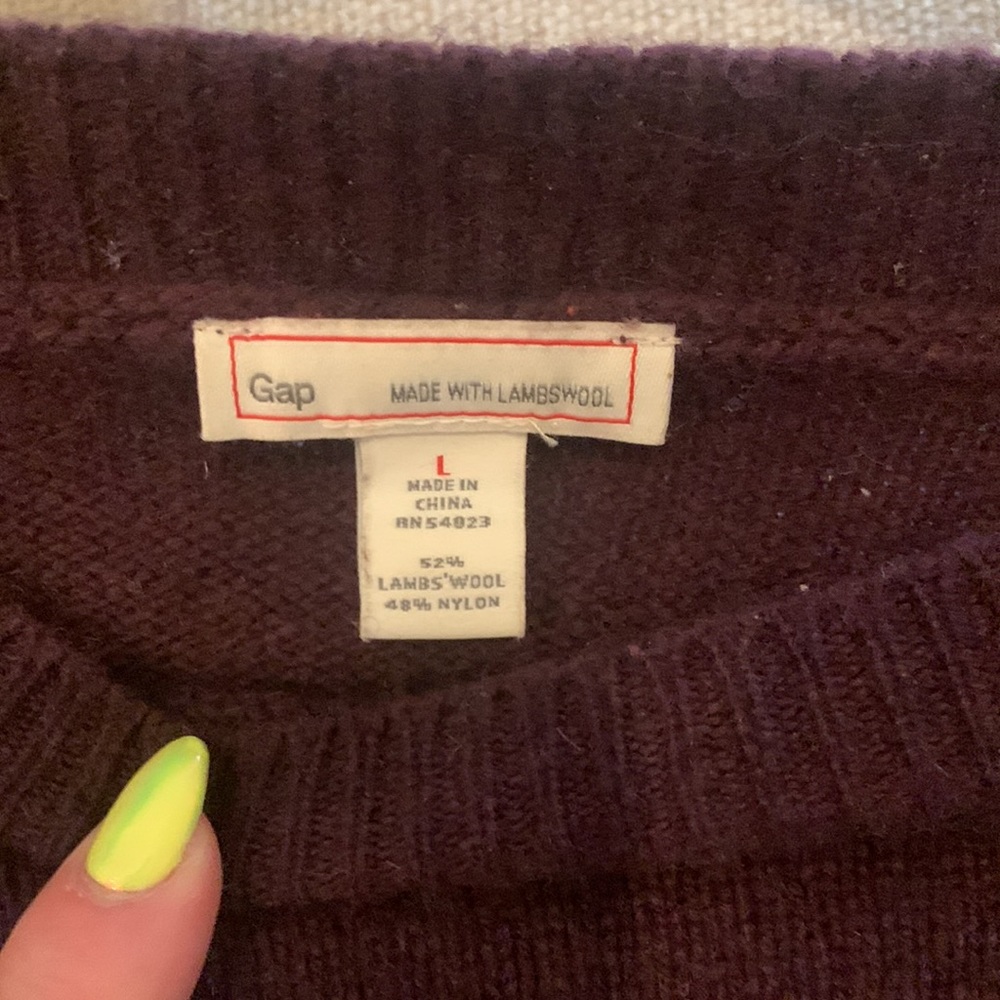 Gap MADE WITH LAMBSWOOL
L
MADE IN
CHINA
RN54023
52%
LAMBS'WOOL
48% NYLON